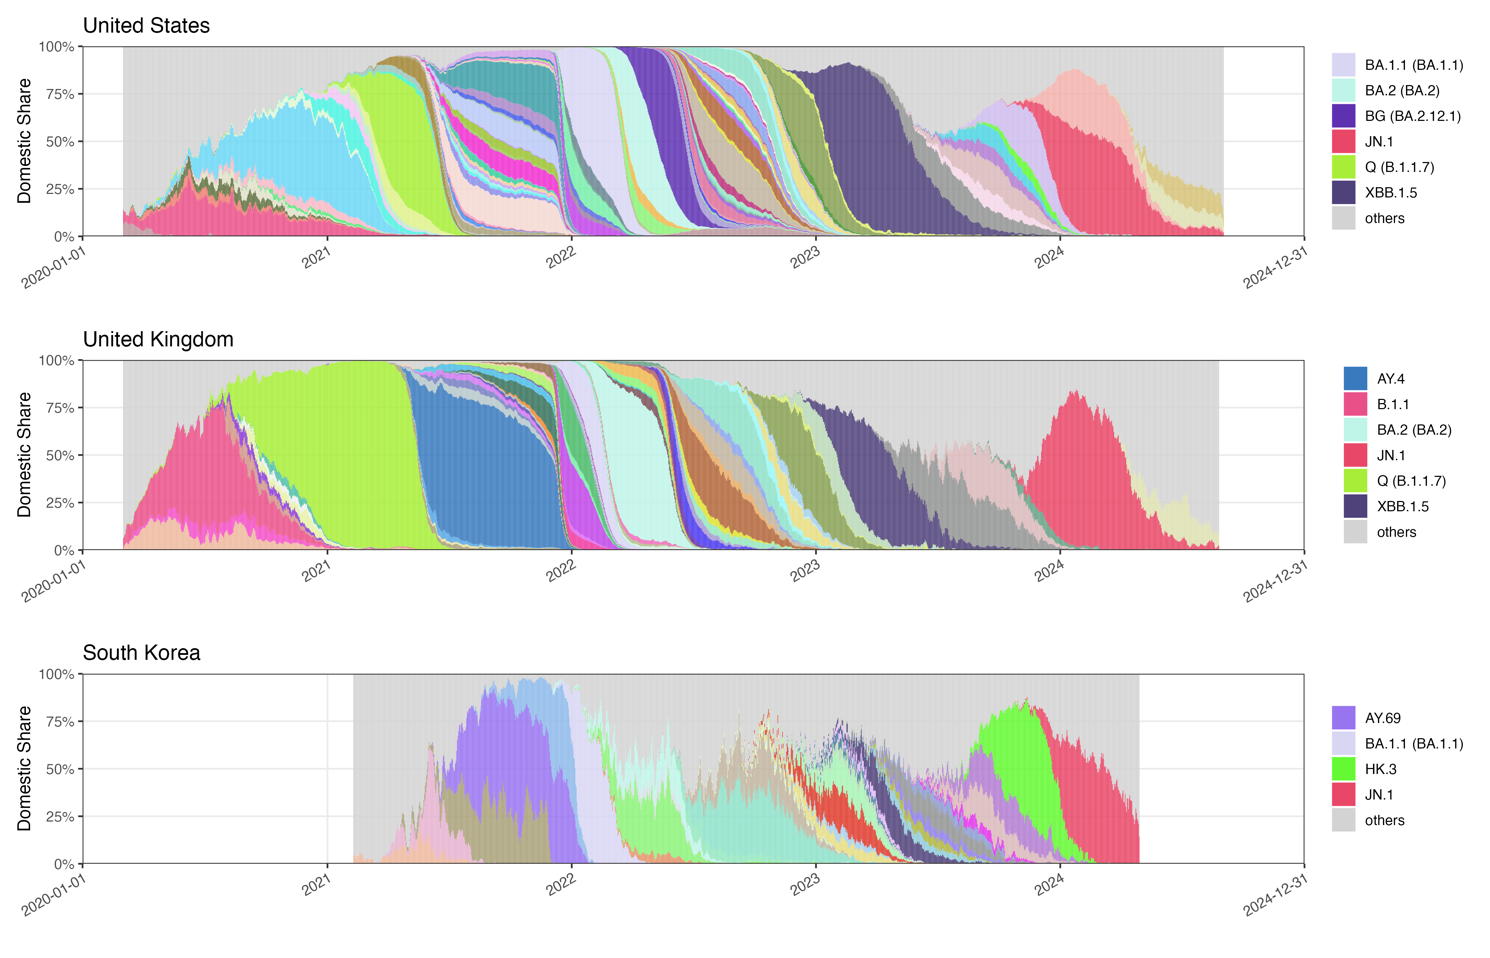 United States
Domestic Share
100%
75%
50%
25%
0%
2020-01-01
2021
2022
2023
2024
2024-12-31
BA.1.1 (BA.1.1)
BA.2 (BA.2)
BG (BA.2.12.1)
JN.1
Q (B.1.1.7)
XBB.1.5
others
United Kingdom
Domestic Share
100%
75%
50%
25%
0%
2020-01-01
2021
2022
2023
2024
2024-12-31
AY.4
B.1.1
BA.2 (BA.2)
JN.1
Q (B.1.1.7)
XBB.1.5
others
South Korea
Domestic Share
100%
75%
50%
25%
0%
2020-01-01
2021
2022
2023
2024
2024-12-31
AY.69
BA.1.1 (BA.1.1)
HK.3
JN.1
others